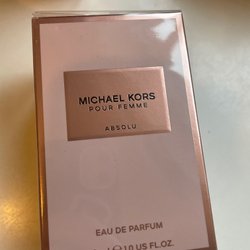 MICHAEL KORS
POUR FEMME
ABSOLU
EAU DE PARFUM
1.0 US FL.OZ.